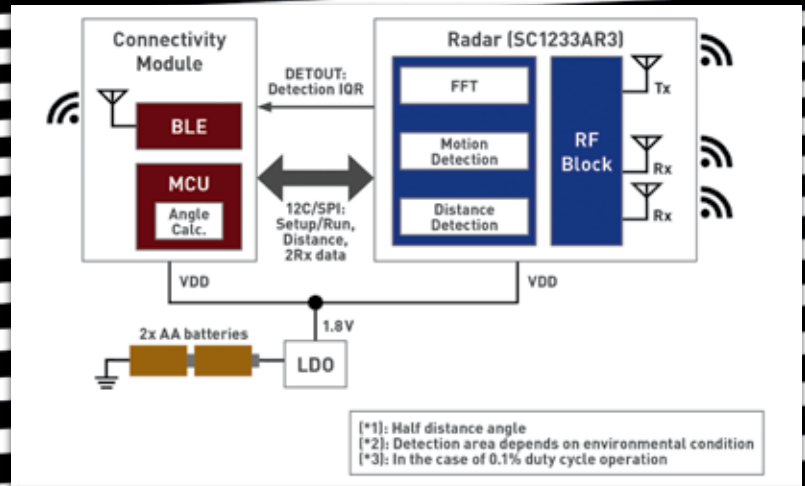 Connectivity
Module
BLE
MCU
Angle
Calc.
DETOUT:
Detection IQR
12C/SPI:
Setup/Run,
Distance,
2Rx data
Radar (SC1233AR3)
FFT
Motion
Detection
Distance
Detection
RF
Block
Tx
Rx
Rx
VDD
VDD
1.8V
2x AA batteries
LDO
(*1): Half distance angle
(*2): Detection area depends on environmental condition
(*3): In the case of 0.1% duty cycle operation